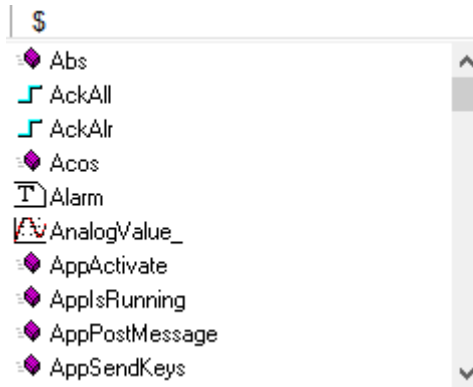 $
Abs
AckAll
AckAlr
Acos
T Alarm
AnalogValue_
AppActivate
AppIsRunning
AppPostMessage
AppSendKeys